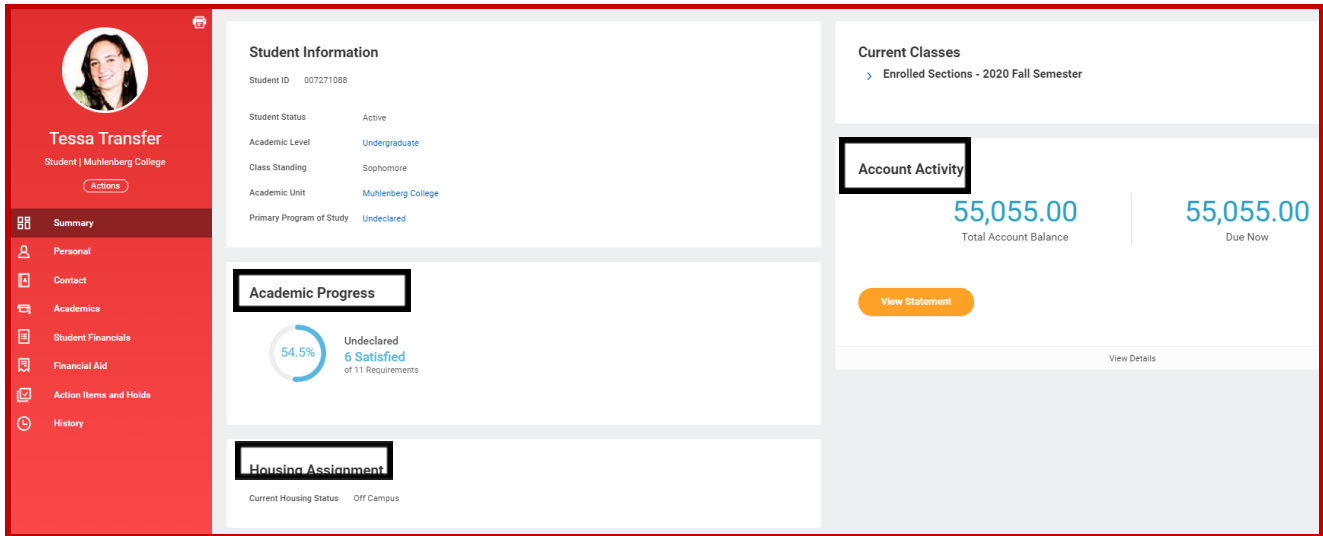 Tessa Transfer
Student | Muhlenberg College
Actions
Summary
Personal
Contact
Academics
Student Financials
Financial Aid
Action Items and Holds
History
Student Information
Student ID 007271088
Student Status Active
Academic Level Undergraduate
Class Standing Sophomore
Academic Unit Muhlenberg College
Primary Program of Study Undeclared
Academic Progress
54.5%
Undeclared
6 Satisfied
of 11 Requirements
Housing Assignment
Current Housing Status Off Campus
Current Classes
Enrolled Sections - 2020 Fall Semester
Account Activity
55,055.00 55,055.00
Total Account Balance Due Now
View Statement
View Details